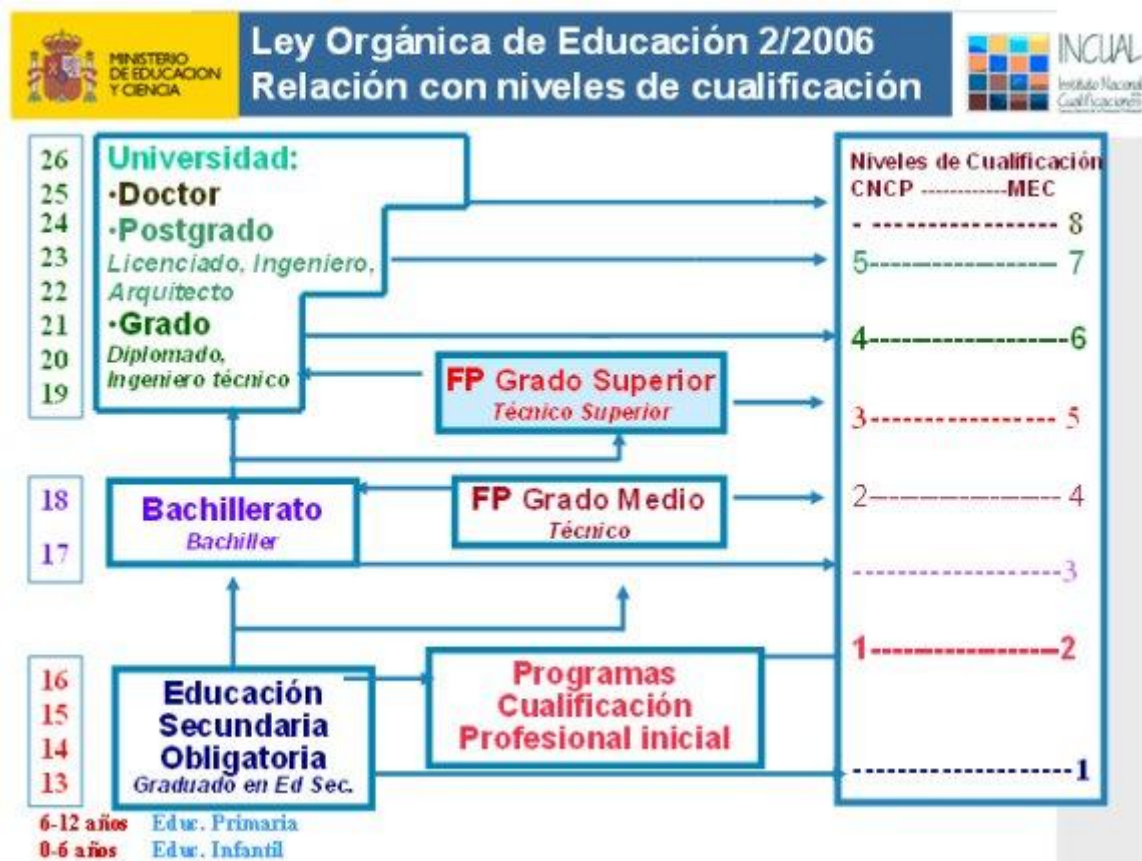 MINISTERIO
DE EDUCACION
Y CIENCIA
Ley Orgánica de Educación 2/2006
Relación con niveles de cualificación
INCUAL
Instituto Nacional
Cualificaciones
26
25
24
23
22
21
20
19
Universidad:
·Doctor
·Postgrado
Licenciado, Ingeniero,
Arquitecto
·Grado
Diplomado,
Ingeniero técnico
FP Grado Superior
Técnico Superior
18
17
Bachillerato
Bachiller
FP Grado Medio
Técnico
16
15
14
13
Educación
Secundaria
Obligatoria
Graduado en Ed Sec.
Programas
Cualificación
Profesional inicial
Niveles de Cualificación
CNCP ------------MEC
- ----------------- 8
5------------------- 7
4--------------------6
3----------------- 5
2------------------- 4
--------------------3
1------------------2
--------------------1
6-12 años Educ. Primaria
0-6 años Educ. Infantil